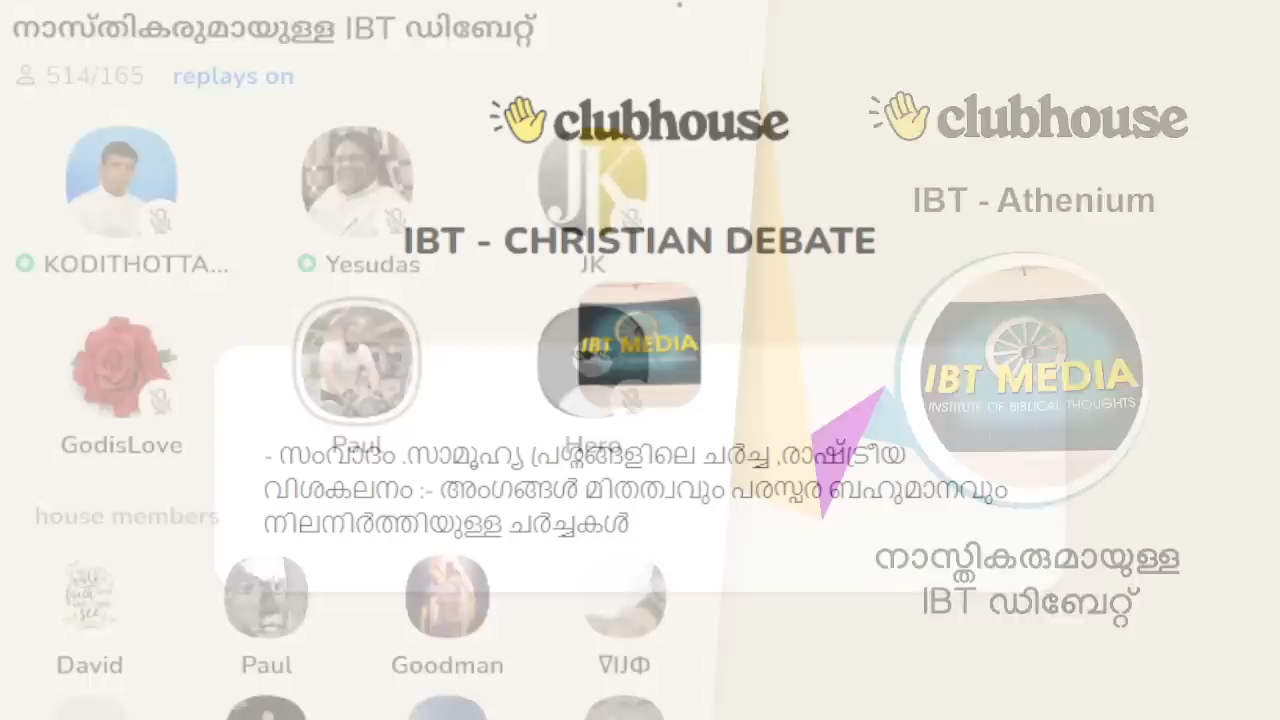 നാസ്തികരുമായുള്ള IBT ഡിബേറ്റ്
514/165 replays on
clubhouse
clubhouse
IBT - Athenium
IBT - CHRISTIAN DEBATE
KODITHOTTA... Yesudas JK
IBT MEDIA
IBT MEDIA
INSTITUTE OF BIBLICAL THOUGHTS
GodisLove Paul Hero
- സംവാദം .സാമൂഹ്യ പ്രശ്നങ്ങളിലെ ചർച്ച ,രാഷ്ട്രീയ
വിശകലനം :- അംഗങ്ങൾ മിതത്വവും പരസ്പര ബഹുമാനവും
നിലനിർത്തിയുള്ള ചർച്ചകൾ
house members
നാസ്തികരുമായുള്ള
IBT ഡിബേറ്റ്
David Paul Goodman ∇IJΦ